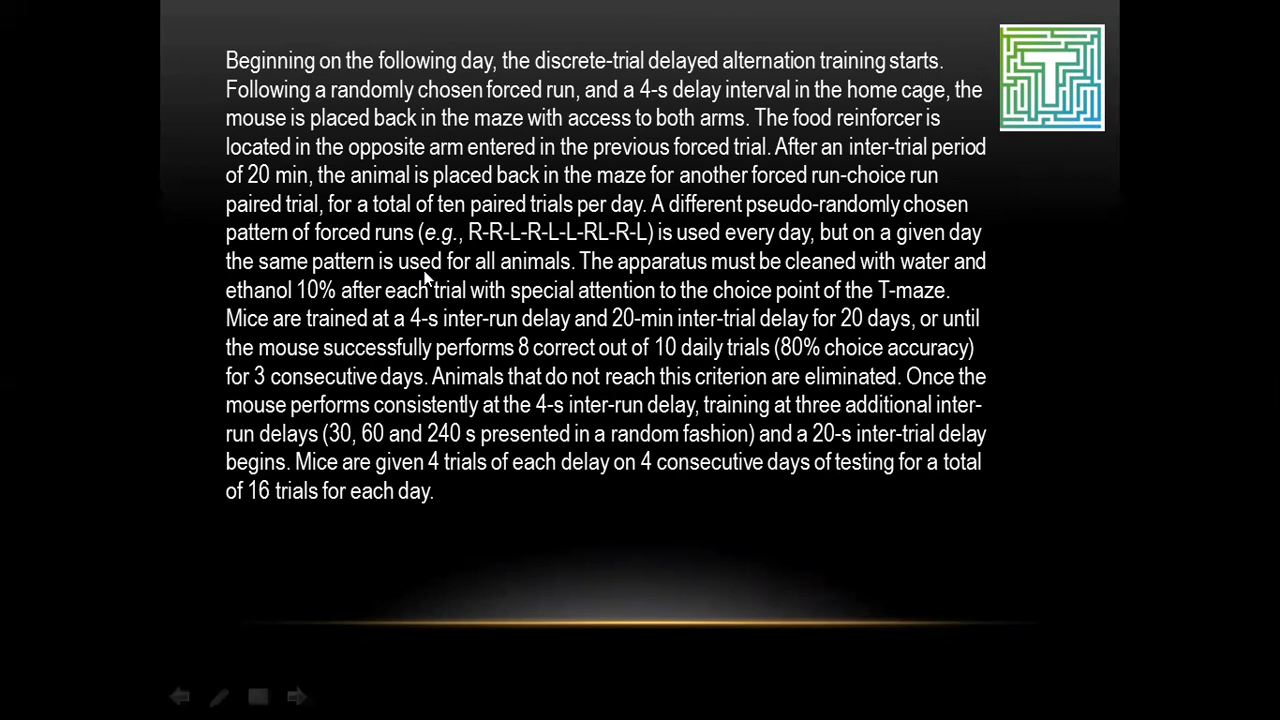 Beginning on the following day, the discrete-trial delayed alternation training starts.
Following a randomly chosen forced run, and a 4-s delay interval in the home cage, the
mouse is placed back in the maze with access to both arms. The food reinforcer is
located in the opposite arm entered in the previous forced trial. After an inter-trial period
of 20 min, the animal is placed back in the maze for another forced run-choice run
paired trial, for a total of ten paired trials per day. A different pseudo-randomly chosen
pattern of forced runs (e.g., R-R-L-R-L-L-RL-R-L) is used every day, but on a given day
the same pattern is used for all animals. The apparatus must be cleaned with water and
ethanol 10% after each trial with special attention to the choice point of the T-maze.
Mice are trained at a 4-s inter-run delay and 20-min inter-trial delay for 20 days, or until
the mouse successfully performs 8 correct out of 10 daily trials (80% choice accuracy)
for 3 consecutive days. Animals that do not reach this criterion are eliminated. Once the
mouse performs consistently at the 4-s inter-run delay, training at three additional inter-
run delays (30, 60 and 240 s presented in a random fashion) and a 20-s inter-trial delay
begins. Mice are given 4 trials of each delay on 4 consecutive days of testing for a total
of 16 trials for each day.
T